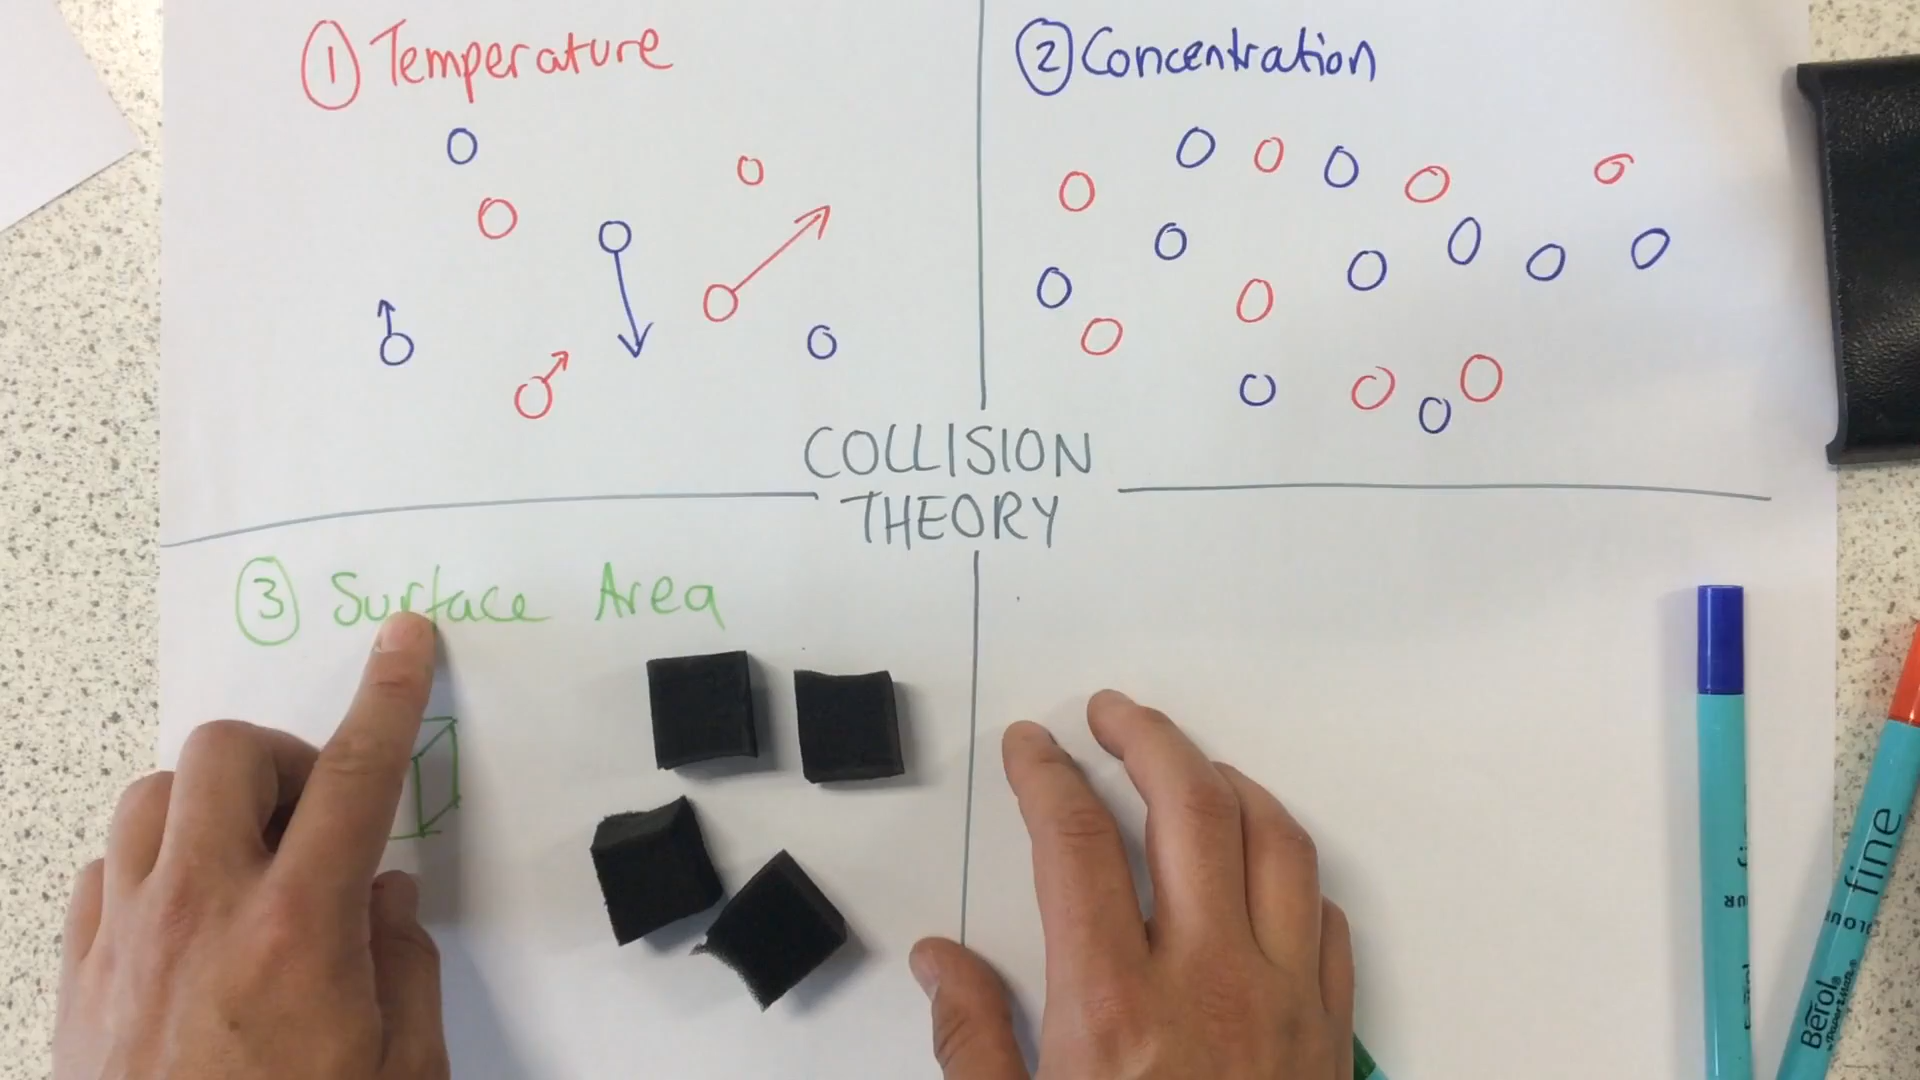 ① Temperature
② Concentration
COLLISION
THEORY
③ Surface Area
fine
Berol